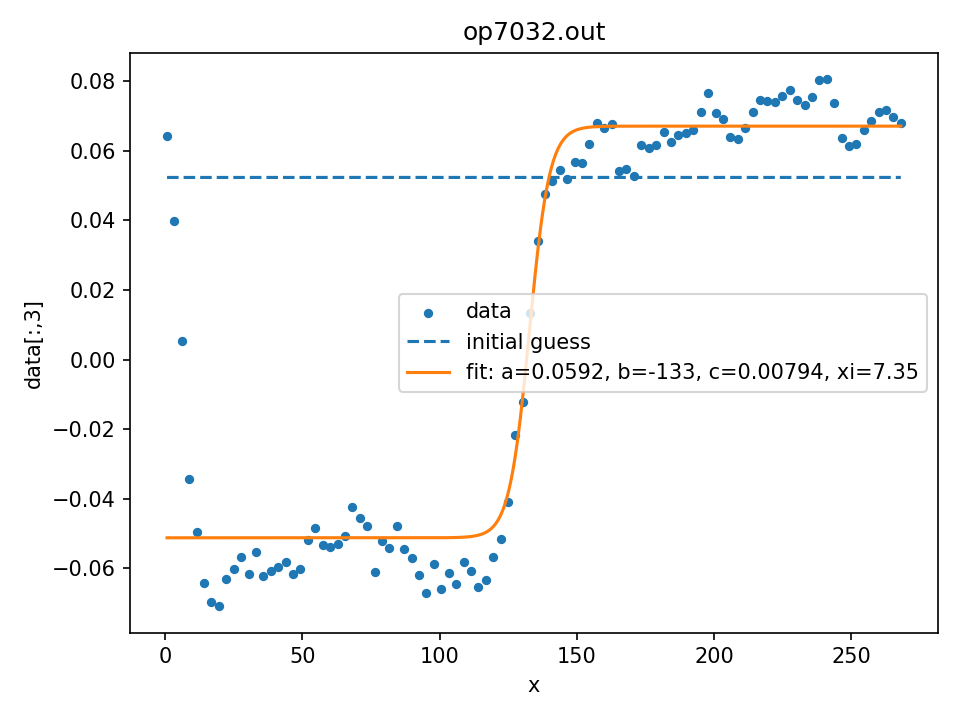 op7032.out
0.08
0.06
0.04
0.02
0.00
−0.02
−0.04
−0.06
data[:,3]
data
initial guess
fit: a=0.0592, b=-133, c=0.00794, xi=7.35
0 50 100 150 200 250
x